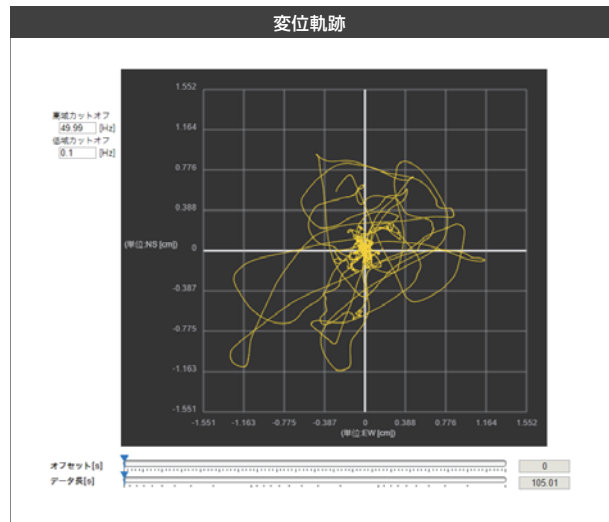 変位軌跡
1.552
高域カットオフ
49.99 [Hz]
1.164
低域カットオフ
0.1 [Hz]
0.776
0.388
(単位:NS [cm])
0
-0.387
-0.775
-1.163
-1.551
-1.551 -1.163 -0.775 -0.387 0 0.388 0.776 1.164 1.552
(単位:EW [cm])
オフセット[s] 0
データ長[s] 105.01